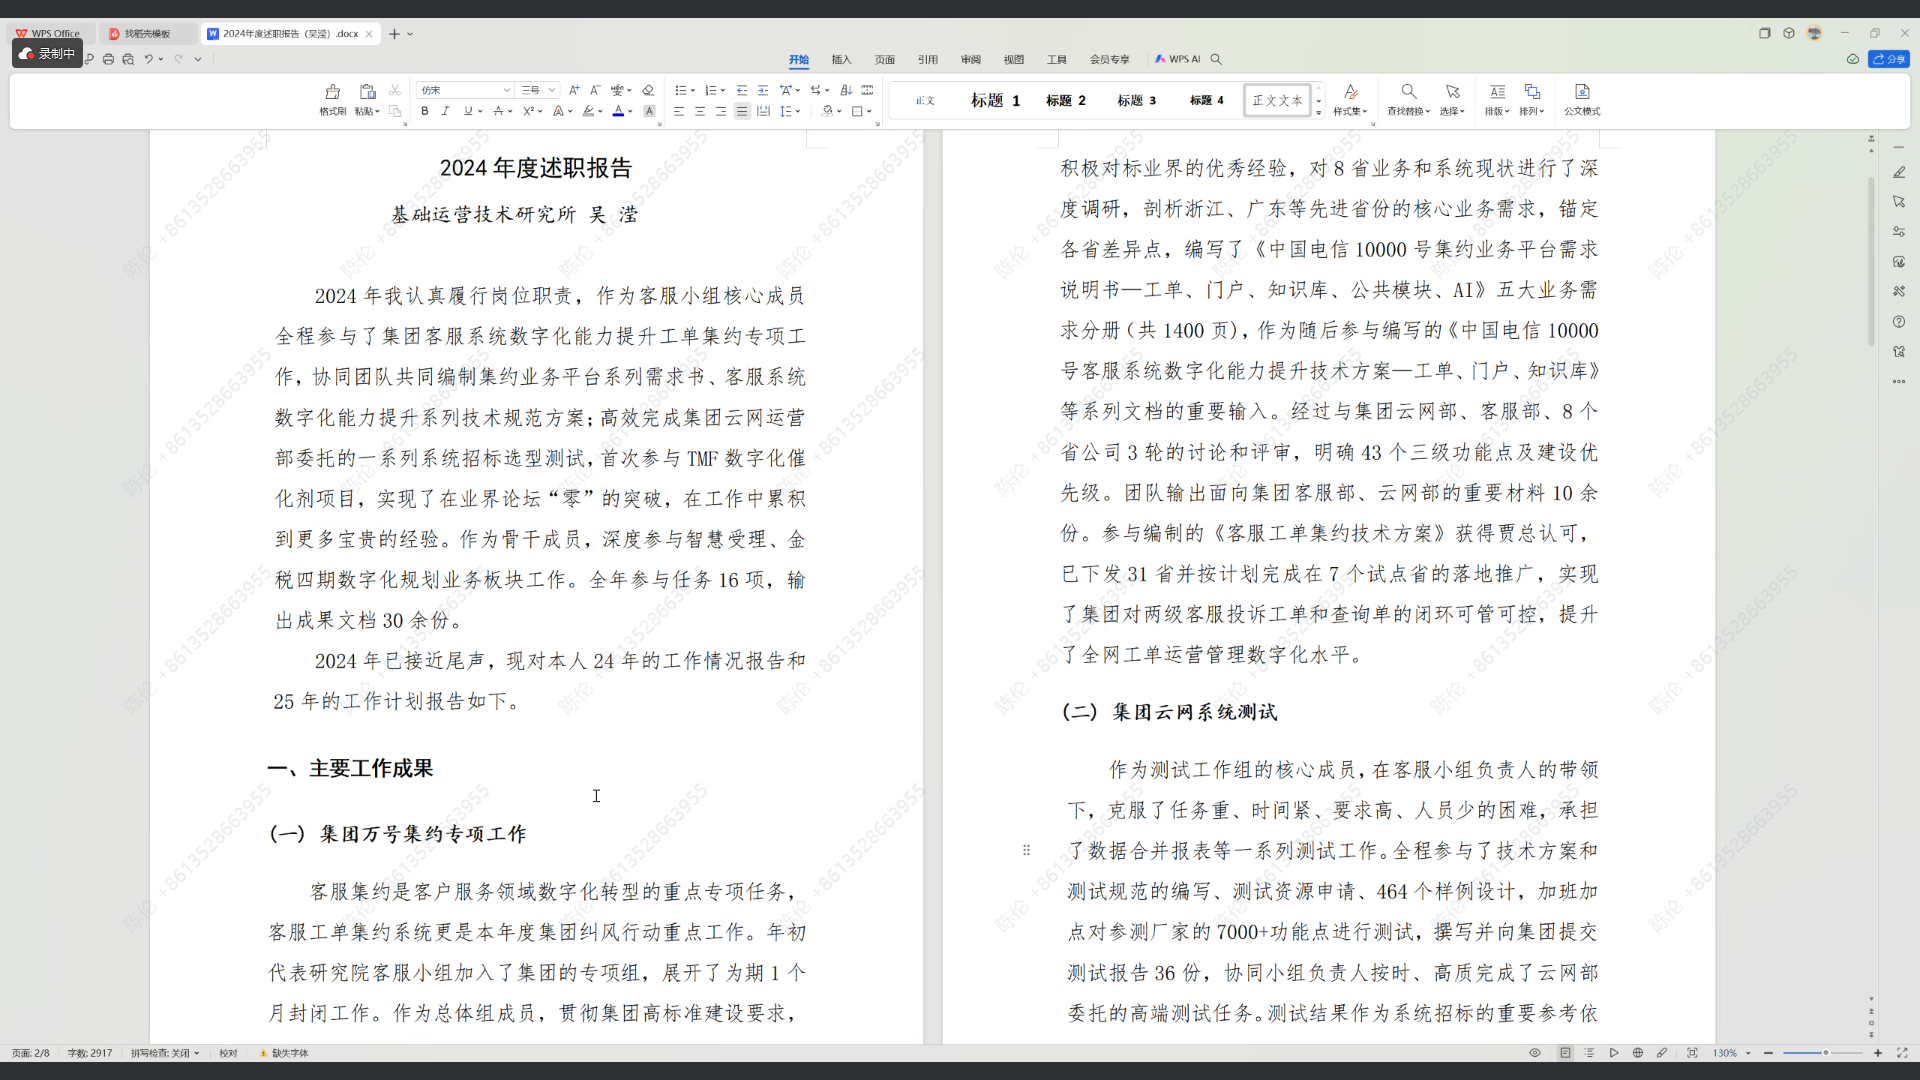 WPS Office
找稻壳模板
2024年度述职报告（吴滢）.docx
录制中
开始
插入
页面
引用
审阅
视图
工具
会员专享
WPS AI
分享
格式刷
粘贴
仿宋
三号
正文
标题 1
标题 2
标题 3
标题 4
正文文本
样式集
查找替换
选择
排版
排列
公文模式
2024 年度述职报告
基础运营技术研究所 吴 滢
2024 年我认真履行岗位职责，作为客服小组核心成员
全程参与了集团客服系统数字化能力提升工单集约专项工
作，协同团队共同编制集约业务平台系列需求书、客服系统
数字化能力提升系列技术规范方案；高效完成集团云网运营
部委托的一系列系统招标选型测试，首次参与 TMF 数字化催
化剂项目，实现了在业界论坛“零”的突破，在工作中累积
到更多宝贵的经验。作为骨干成员，深度参与智慧受理、金
税四期数字化规划业务板块工作。全年参与任务 16 项，输
出成果文档 30 余份。
2024 年已接近尾声，现对本人 24 年的工作情况报告和
25 年的工作计划报告如下。
一、主要工作成果
（一）集团万号集约专项工作
客服集约是客户服务领域数字化转型的重点专项任务，
客服工单集约系统更是本年度集团纠风行动重点工作。年初
代表研究院客服小组加入了集团的专项组，展开了为期 1 个
月封闭工作。作为总体组成员，贯彻集团高标准建设要求，
积极对标业界的优秀经验，对 8 省业务和系统现状进行了深
度调研，剖析浙江、广东等先进省份的核心业务需求，锚定
各省差异点，编写了《中国电信 10000 号集约业务平台需求
说明书—工单、门户、知识库、公共模块、AI》五大业务需
求分册（共 1400 页），作为随后参与编写的《中国电信 10000
号客服系统数字化能力提升技术方案—工单、门户、知识库》
等系列文档的重要输入。经过与集团云网部、客服部、8 个
省公司 3 轮的讨论和评审，明确 43 个三级功能点及建设优
先级。团队输出面向集团客服部、云网部的重要材料 10 余
份。参与编制的《客服工单集约技术方案》获得贾总认可，
已下发 31 省并按计划完成在 7 个试点省的落地推广，实现
了集团对两级客服投诉工单和查询单的闭环可管可控，提升
了全网工单运营管理数字化水平。
（二）集团云网系统测试
作为测试工作组的核心成员，在客服小组负责人的带领
下，克服了任务重、时间紧、要求高、人员少的困难，承担
了数据合并报表等一系列测试工作。全程参与了技术方案和
测试规范的编写、测试资源申请、464 个样例设计，加班加
点对参测厂家的 7000+功能点进行测试，撰写并向集团提交
测试报告 36 份，协同小组负责人按时、高质完成了云网部
委托的高端测试任务。测试结果作为系统招标的重要参考依
陈伦 +8613528663955
页面: 2/8
字数: 2917
拼写检查: 关闭
校对
缺失字体
130%